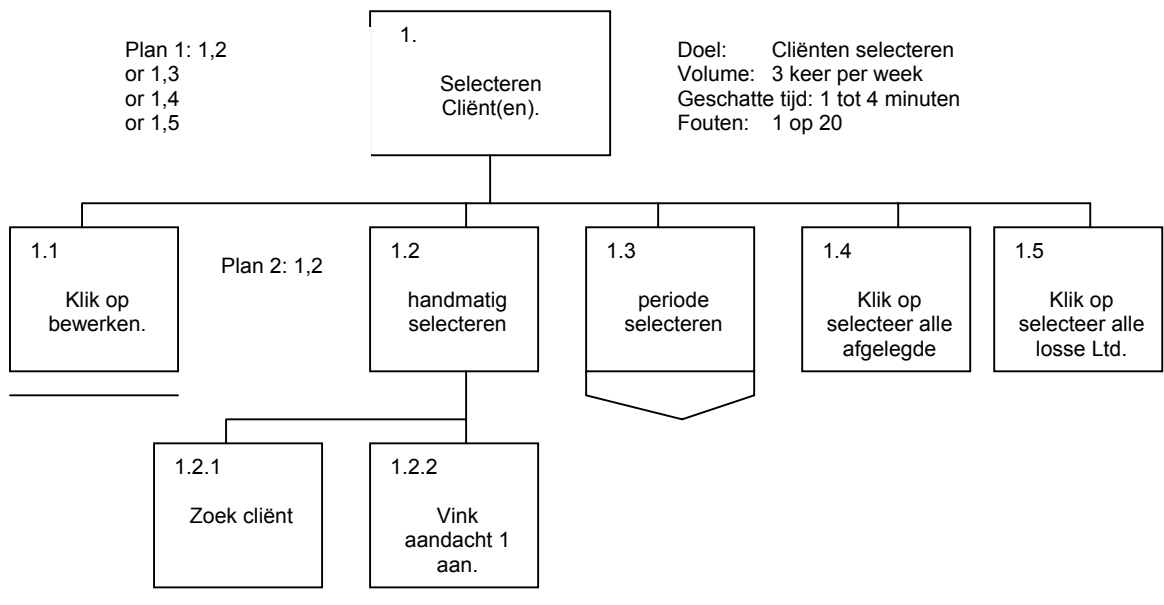 Plan 1: 1,2
or 1,3
or 1,4
or 1,5
1.
Selecteren
Cliënt(en).
Doel: Cliënten selecteren
Volume: 3 keer per week
Geschatte tijd: 1 tot 4 minuten
Fouten: 1 op 20
1.1
Klik op
bewerken.
Plan 2: 1,2
1.2
handmatig
selecteren
1.3
periode
selecteren
1.4
Klik op
selecteer alle
afgelegde
1.5
Klik op
selecteer alle
losse Ltd.
1.2.1
Zoek cliënt
1.2.2
Vink
aandacht 1
aan.